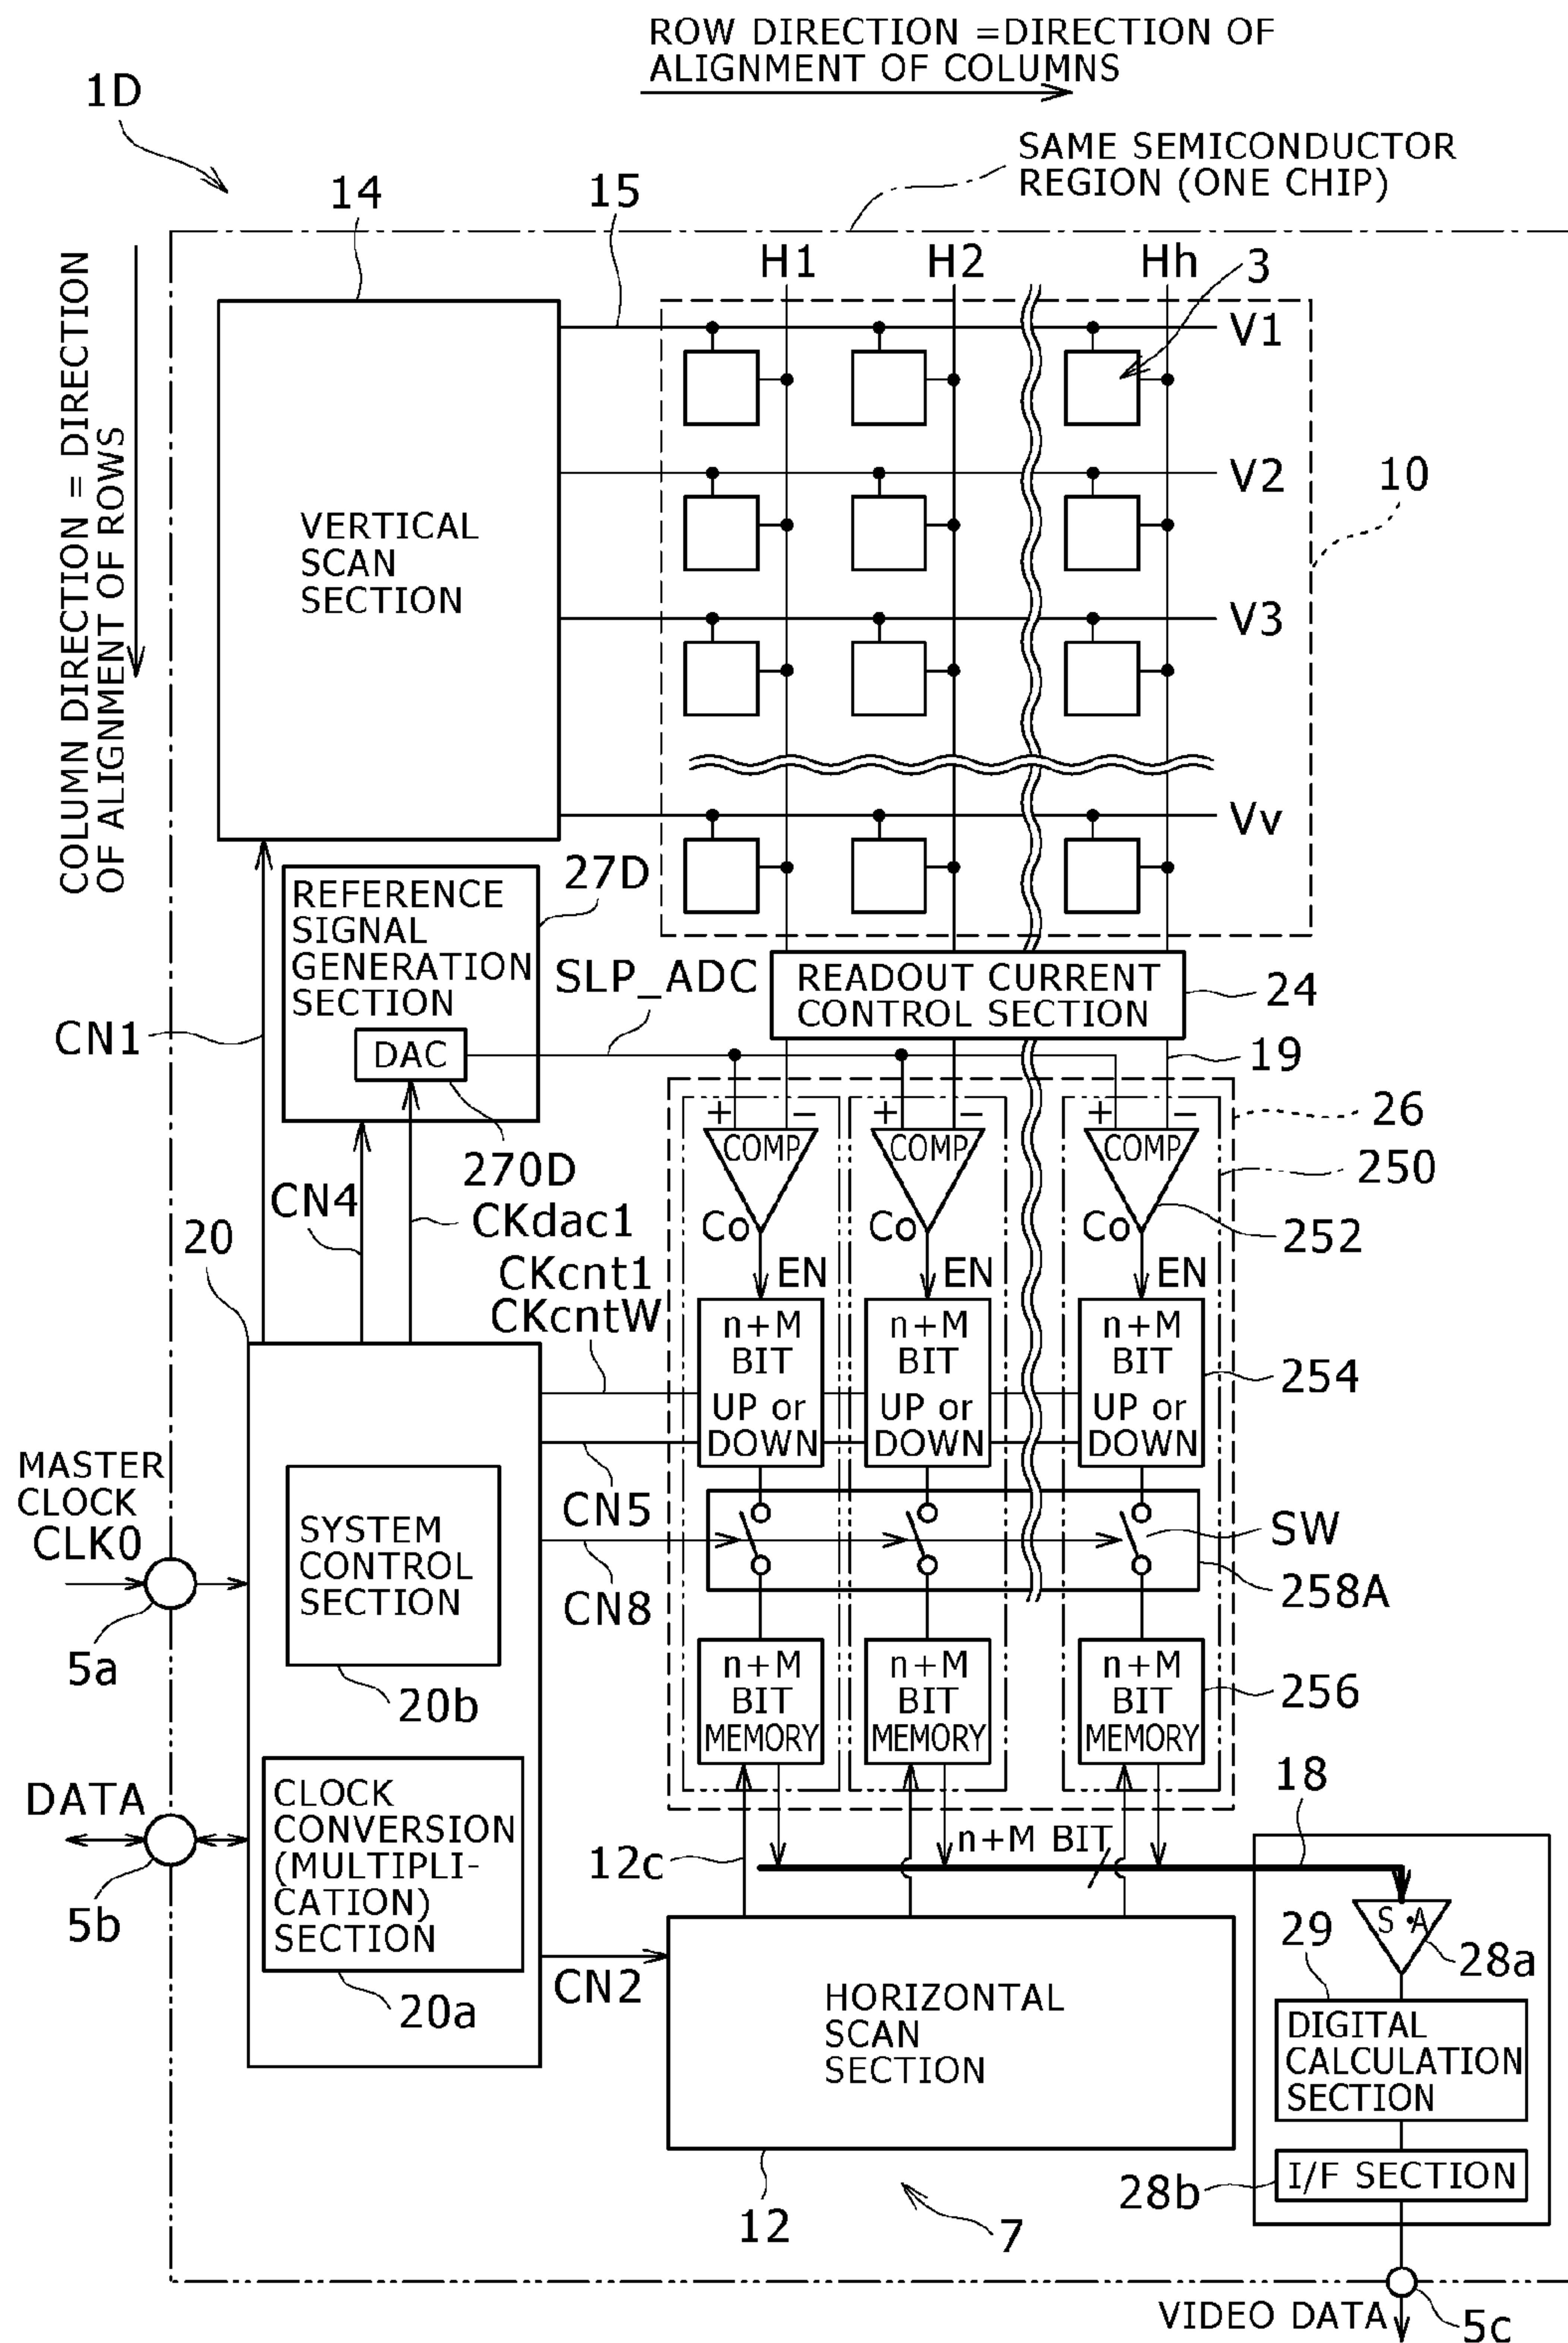 ROW DIRECTION =DIRECTION OF
ALIGNMENT OF COLUMNS
1D
SAME SEMICONDUCTOR
REGION (ONE CHIP)
14
15
H1
H2
Hh
3
COLUMN DIRECTION = DIRECTION
OF ALIGNMENT OF ROWS
VERTICAL
SCAN
SECTION
V1
V2
10
V3
Vv
REFERENCE
SIGNAL
GENERATION
SECTION
27D
SLP_ADC
READOUT CURRENT
CONTROL SECTION
24
CN1
DAC
19
26
+
−
+
−
+
−
COMP
COMP
COMP
250
270D
CN4
CKdac1
Co
Co
Co
252
20
CKcnt1
CKcntW
EN
EN
EN
n+M
BIT
UP or
DOWN
n+M
BIT
UP or
DOWN
n+M
BIT
UP or
DOWN
254
MASTER
CLOCK
CLK0
5a
SYSTEM
CONTROL
SECTION
20b
CN5
CN8
SW
258A
n+M
BIT
MEMORY
n+M
BIT
MEMORY
n+M
BIT
MEMORY
256
DATA
5b
CLOCK
CONVERSION
(MULTIPLI-
CATION)
SECTION
20a
12c
n+M BIT
18
CN2
HORIZONTAL
SCAN
SECTION
12
7
S•A
28a
29
DIGITAL
CALCULATION
SECTION
28b
I/F SECTION
VIDEO DATA
5c